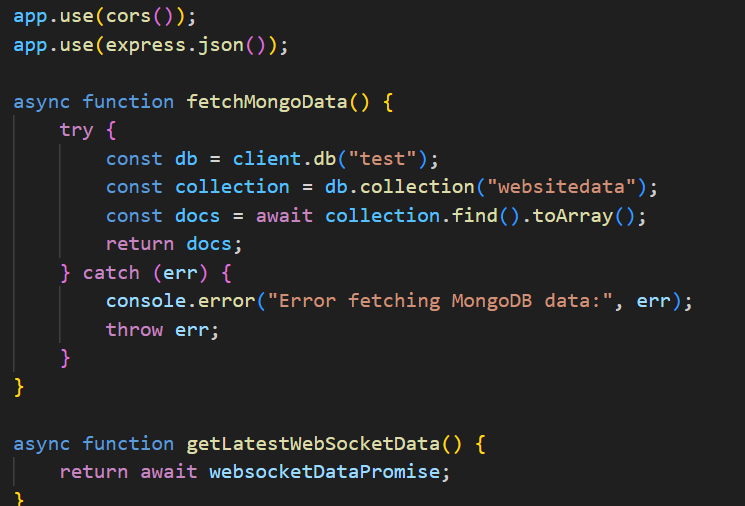 app.use(cors());
app.use(express.json());
async function fetchMongoData() {
try {
const db = client.db("test");
const collection = db.collection("websitedata");
const docs = await collection.find().toArray();
return docs;
} catch (err) {
console.error("Error fetching MongoDB data:", err);
throw err;
}
}
async function getLatestWebSocketData() {
return await websocketDataPromise;
}